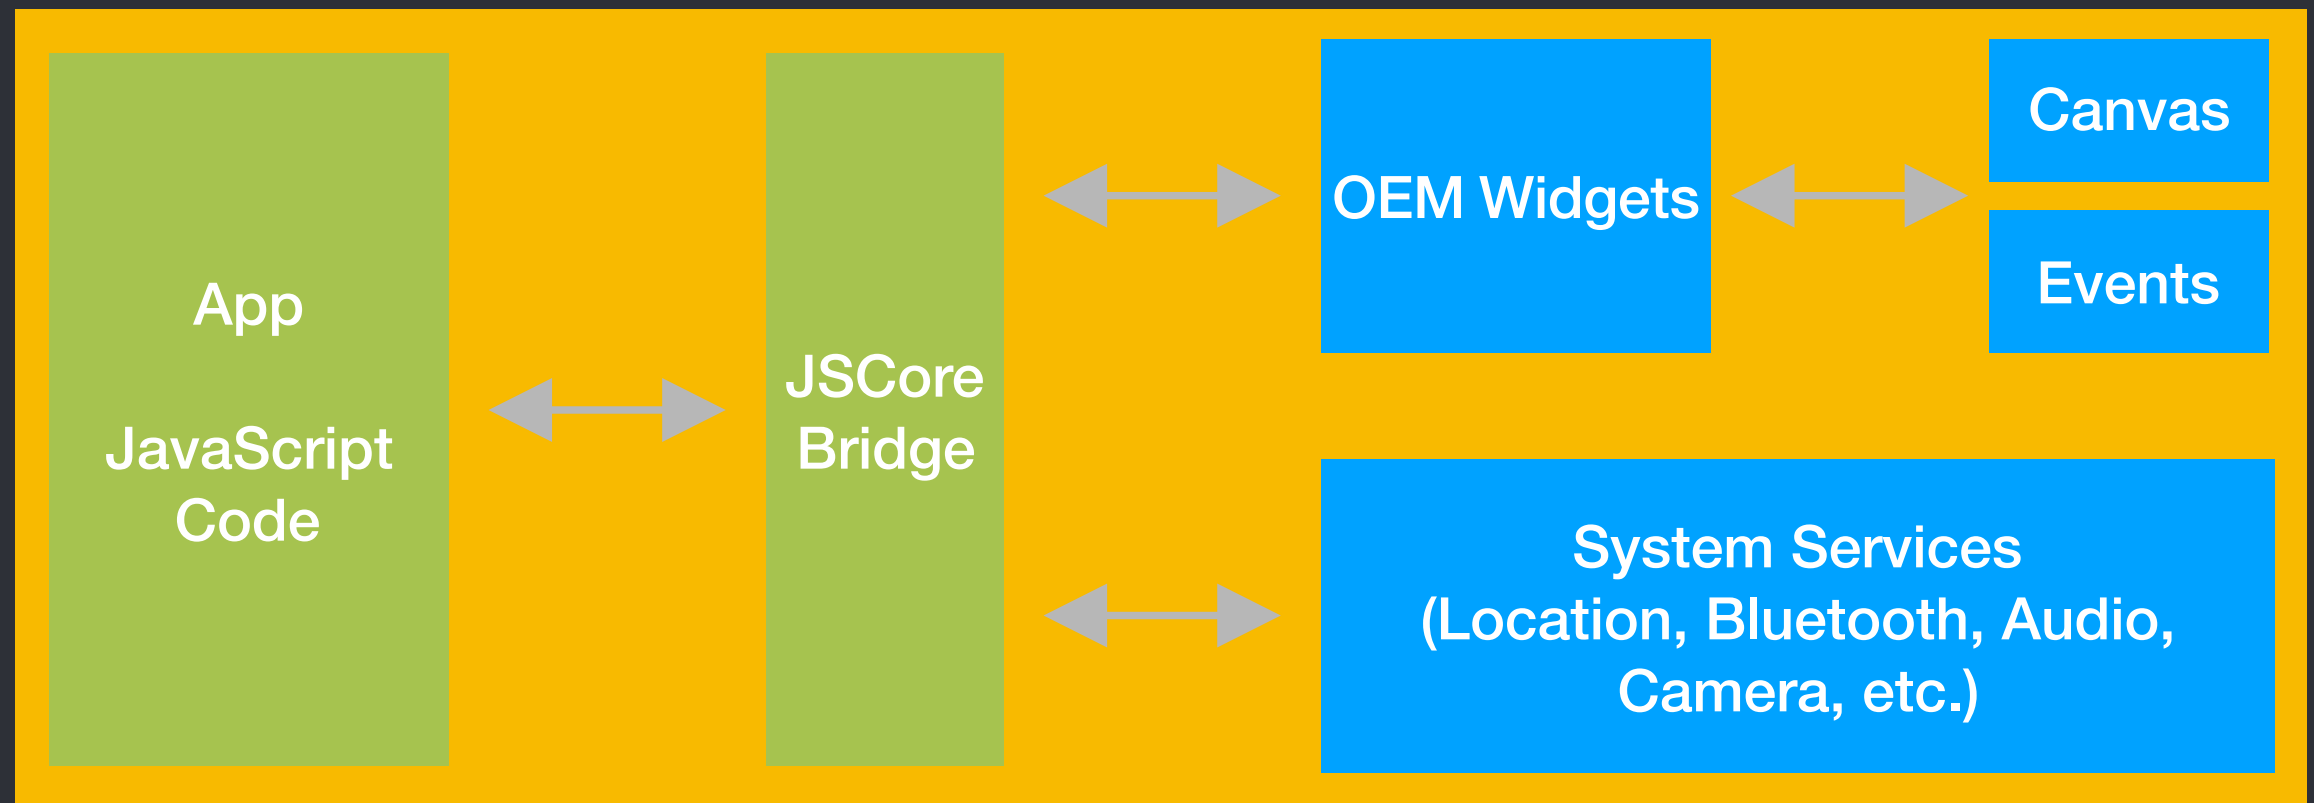 App
JavaScript
Code
JSCore
Bridge
OEM Widgets
Canvas
Events
System Services
(Location, Bluetooth, Audio,
Camera, etc.)